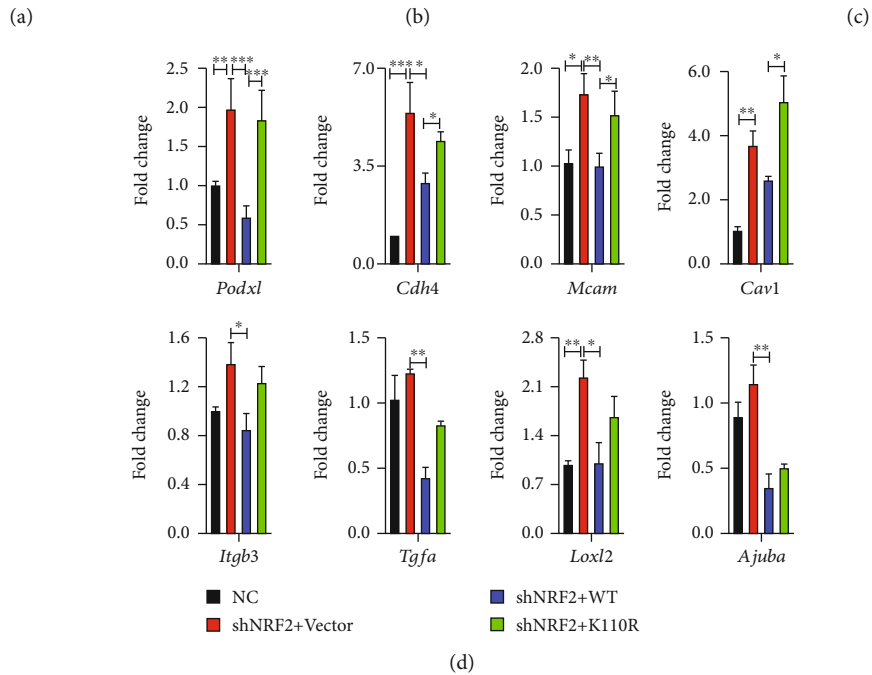 (a) (b) (c)
** *** ***
2.5
2.0
1.5
1.0
0.5
0.0
Fold change
Podxl
*** * *
7.0
3.5
0.0
Fold change
Cdh4
* ** *
2.0
1.5
1.0
0.5
0.0
Fold change
Mcam
** *
6.0
4.0
2.0
0.0
Fold change
Cav1
*
1.6
1.2
0.8
0.4
0.0
Fold change
Itgb3
**
1.5
1.0
0.5
0.0
Fold change
Tgfa
** *
2.8
2.1
1.4
0.7
0.0
Fold change
Loxl2
**
1.5
1.0
0.5
0.0
Fold change
Ajuba
NC
shNRF2+Vector
shNRF2+WT
shNRF2+K110R
(d)